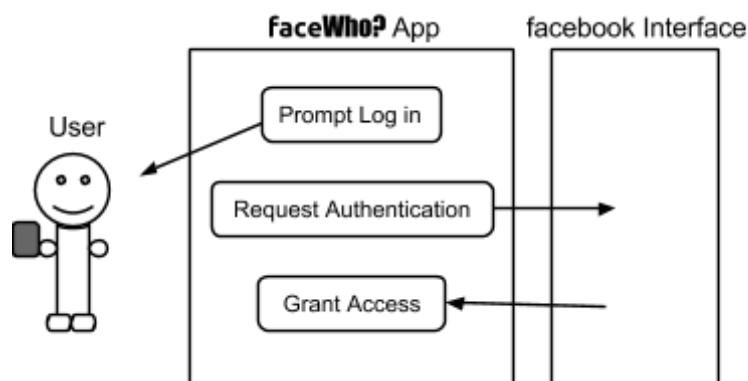 faceWho? App
facebook Interface
Prompt Log in
User
Request Authentication
Grant Access